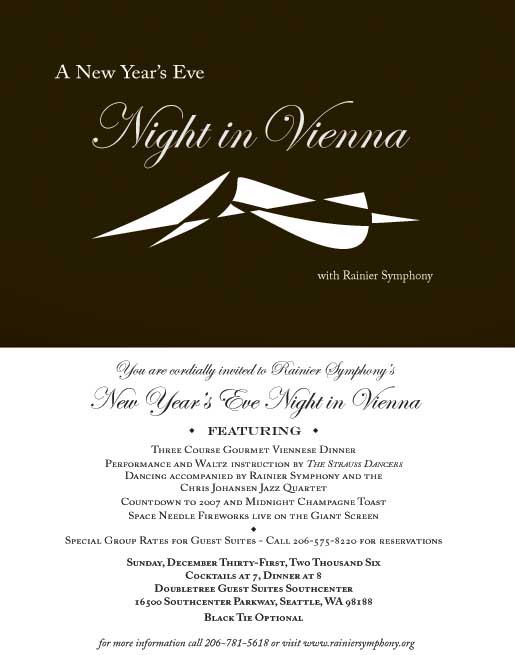 A New Year's Eve
Night in Vienna
with Rainier Symphony
You are cordially invited to Rainier Symphony's
New Year's Eve Night in Vienna
FEATURING
Three Course Gourmet Viennese Dinner
Performance and Waltz instruction by The Strauss Dancers
Dancing accompanied by Rainier Symphony and the
Chris Johansen Jazz Quartet
Countdown to 2007 and Midnight Champagne Toast
Space Needle Fireworks live on the Giant Screen
Special Group Rates for Guest Suites - Call 206-575-8220 for reservations
Sunday, December Thirty-First, Two Thousand Six
Cocktails at 7, Dinner at 8
Doubletree Guest Suites Southcenter
16500 Southcenter Parkway, Seattle, WA 98188
Black Tie Optional
for more information call 206-781-5618 or visit www.rainiersymphony.org